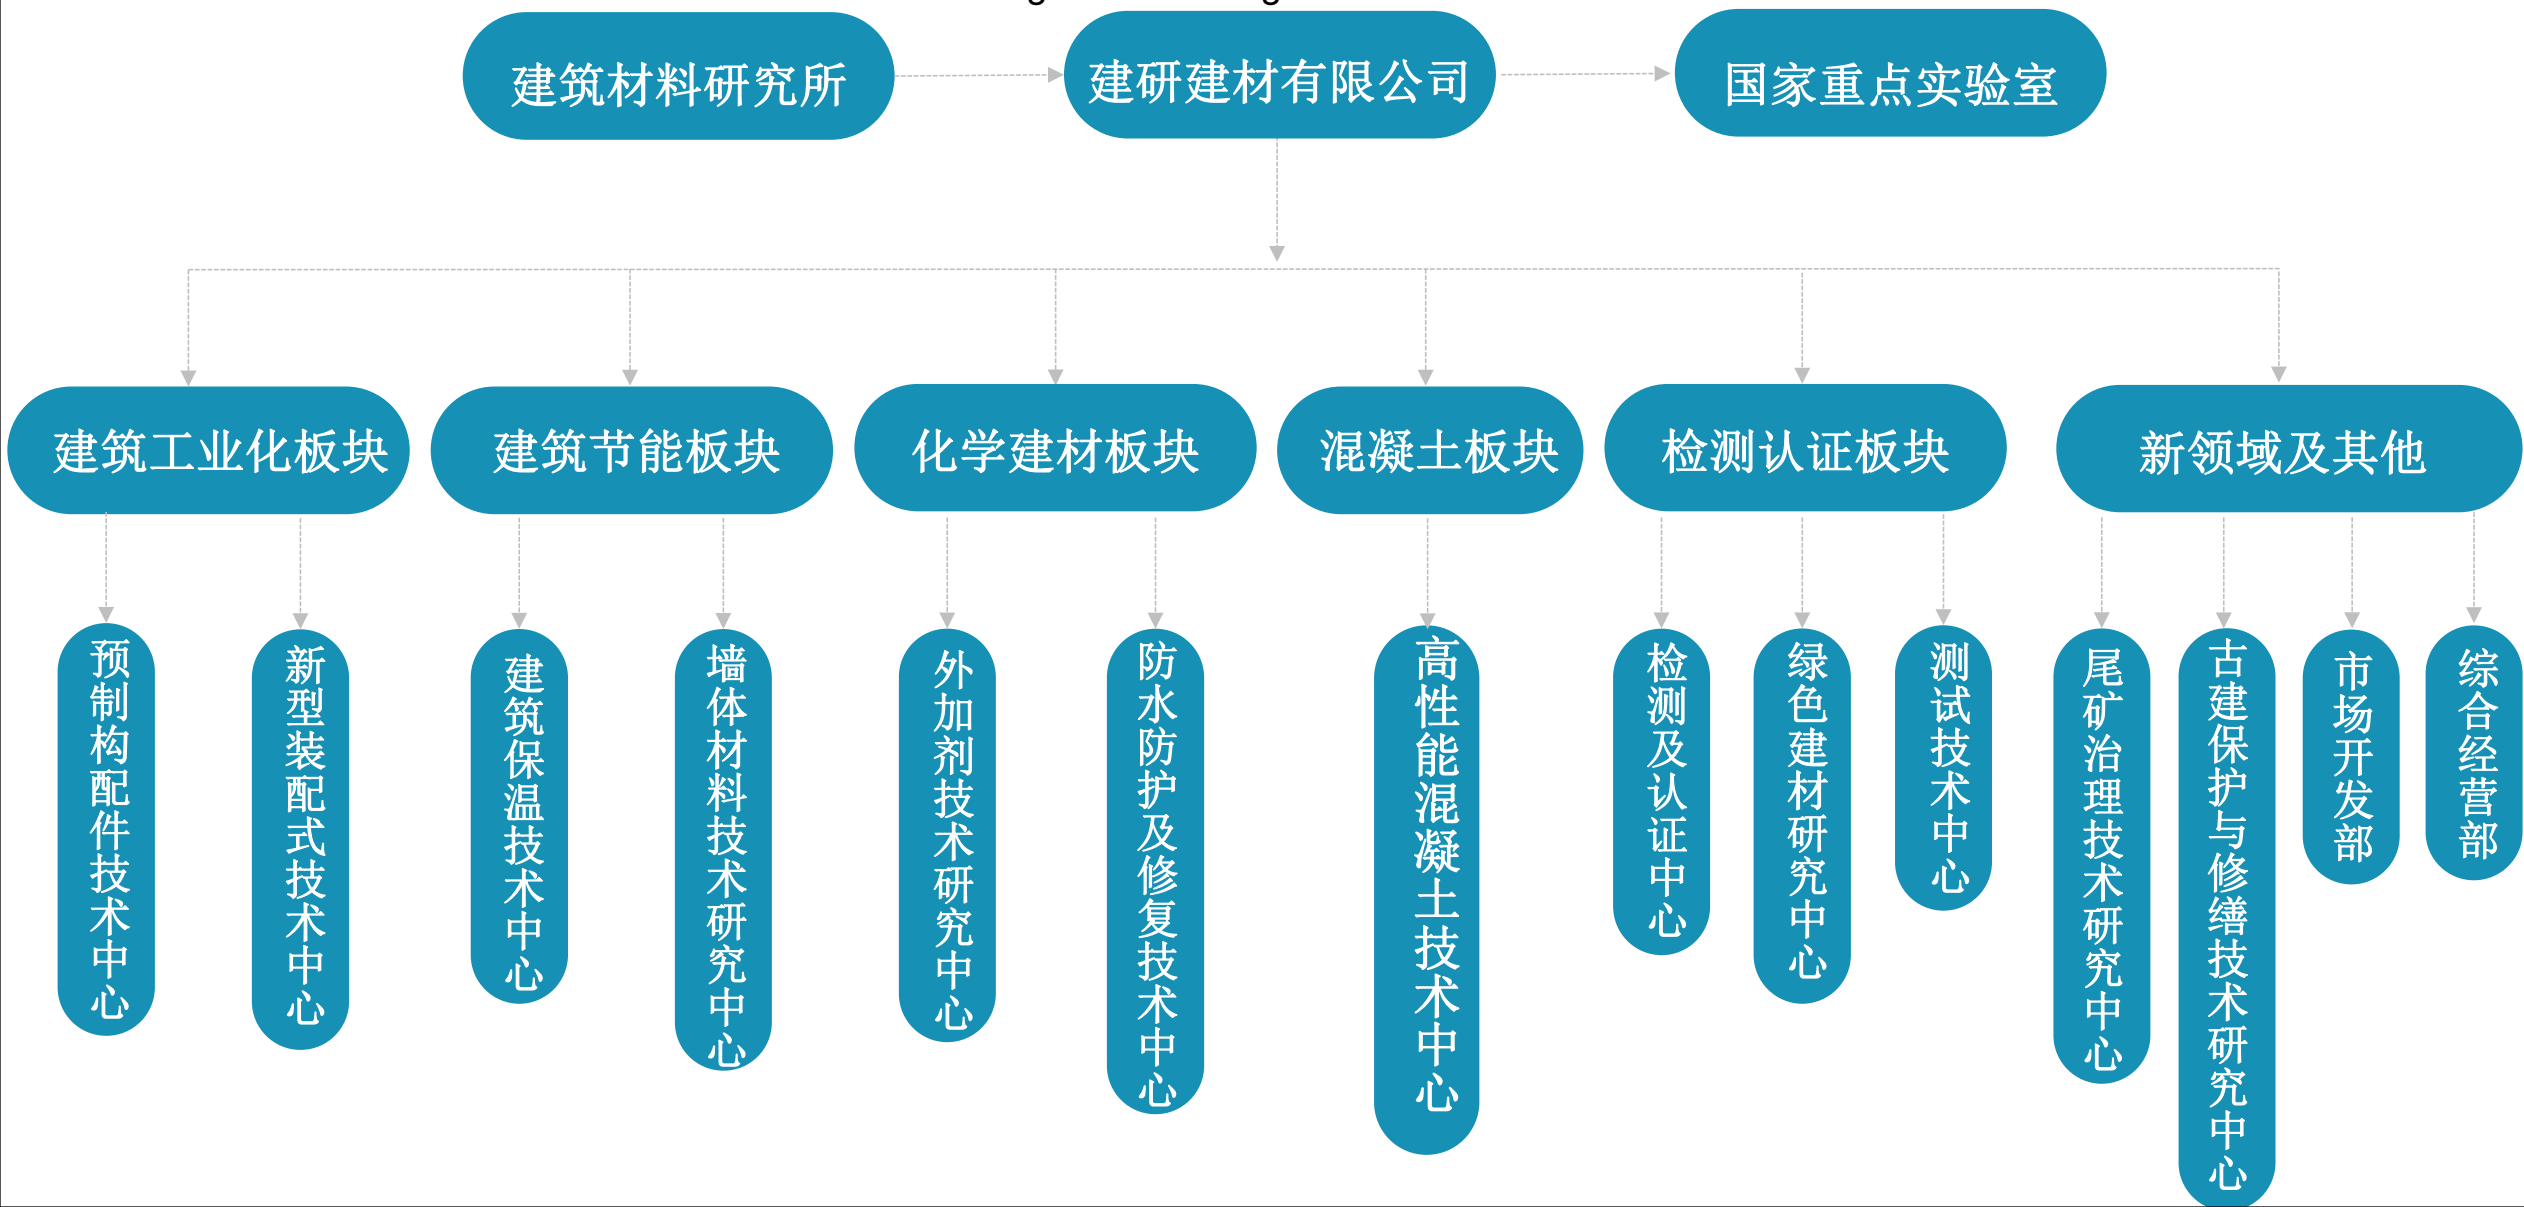 建筑材料研究所
建研建材有限公司
国家重点实验室
建筑工业化板块
建筑节能板块
化学建材板块
混凝土板块
检测认证板块
新领域及其他
预制构配件技术中心
新型装配式技术中心
建筑保温技术中心
墙体材料技术研究中心
外加剂技术研究中心
防水防护及修复技术中心
高性能混凝土技术中心
检测及认证中心
绿色建材研究中心
测试技术中心
尾矿治理技术研究中心
古建保护与修缮技术研究中心
市场开发部
综合经营部